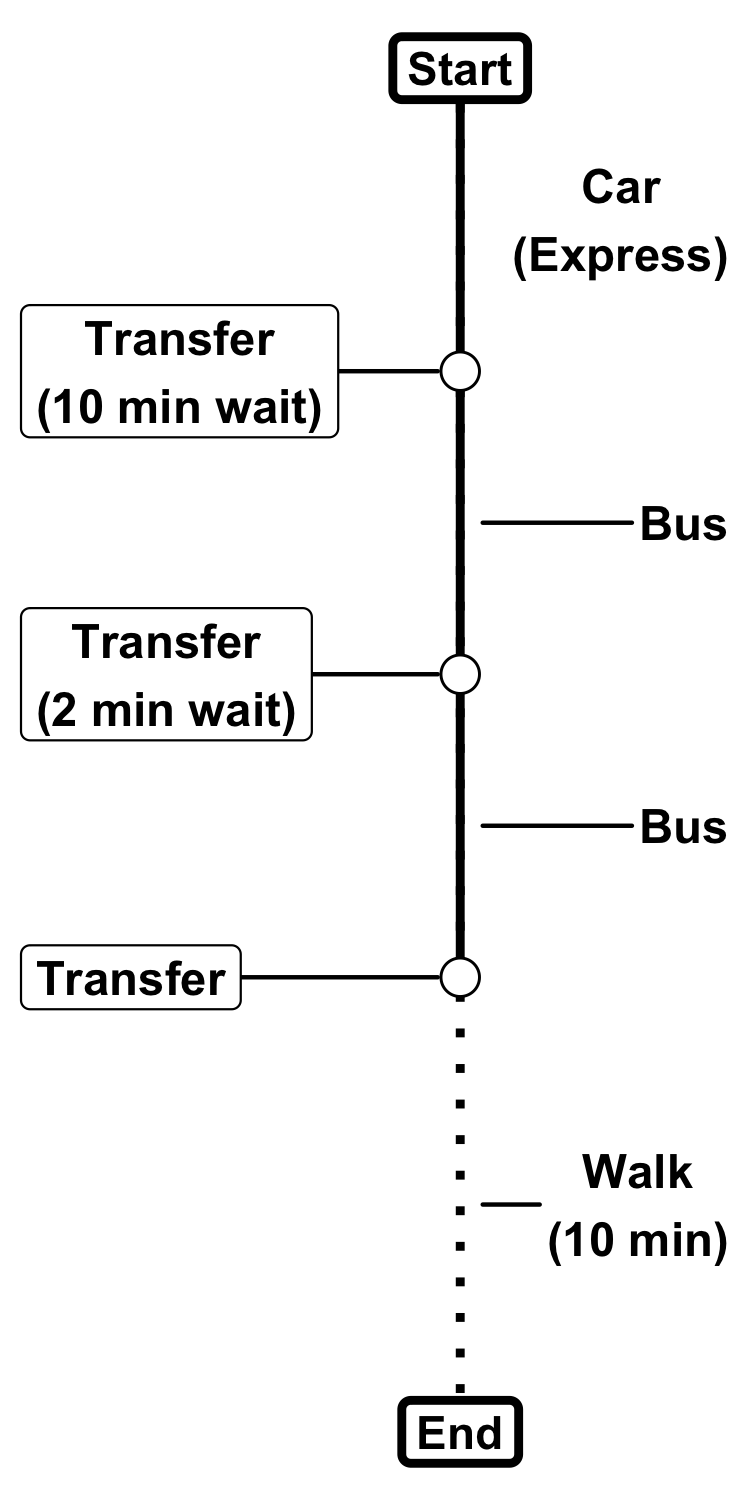 Start
Car
(Express)
Transfer
(10 min wait)
Bus
Transfer
(2 min wait)
Bus
Transfer
Walk
(10 min)
End